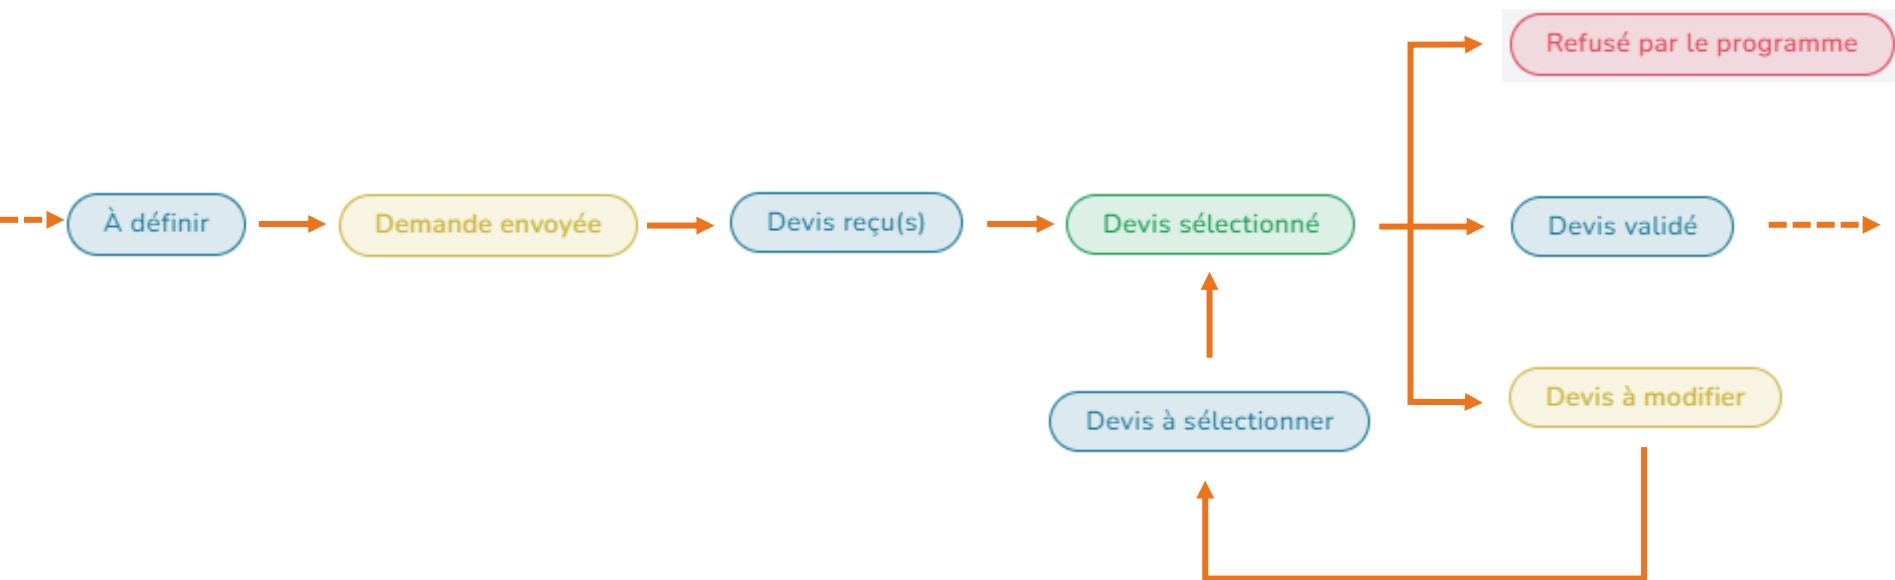 Refusé par le programme
À définir
Demande envoyée
Devis reçu(s)
Devis sélectionné
Devis validé
Devis à modifier
Devis à sélectionner